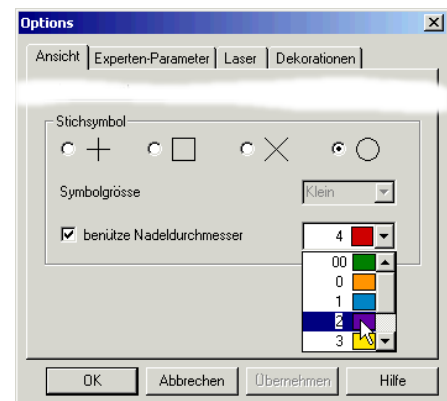 Options
Ansicht Experten-Parameter Laser Dekorationen
Stichsymbol
Symbolgrösse Klein
benütze Nadeldurchmesser 4
00
0
1
2
3
OK Abbrechen Übernehmen Hilfe